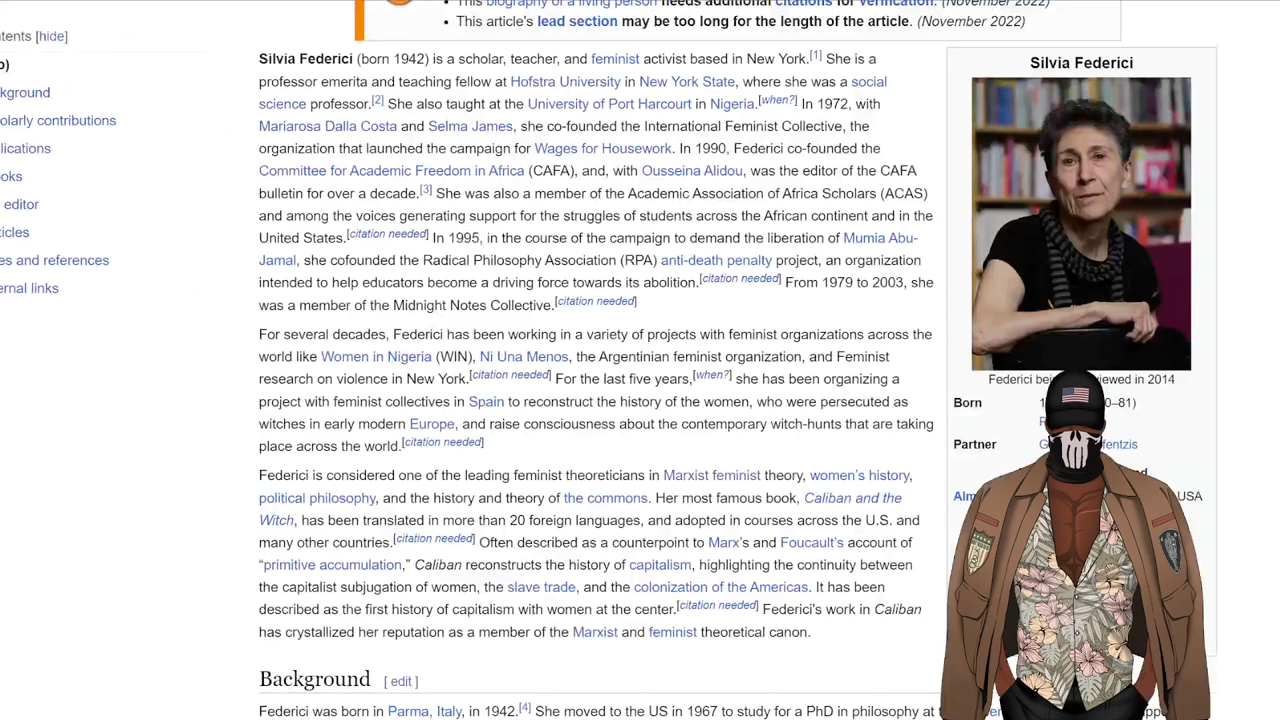 • This biography of a living person needs additional citations for verification. (November 2022)
• This article's lead section may be too long for the length of the article. (November 2022)
tents [hide]
p)
kground
olarly contributions
lications
oks
editor
ticles
es and references
ernal links
Silvia Federici (born 1942) is a scholar, teacher, and feminist activist based in New York.[1] She is a
professor emerita and teaching fellow at Hofstra University in New York State, where she was a social
science professor.[2] She also taught at the University of Port Harcourt in Nigeria.[when?] In 1972, with
Mariarosa Dalla Costa and Selma James, she co-founded the International Feminist Collective, the
organization that launched the campaign for Wages for Housework. In 1990, Federici co-founded the
Committee for Academic Freedom in Africa (CAFA), and, with Ousseina Alidou, was the editor of the CAFA
bulletin for over a decade.[3] She was also a member of the Academic Association of Africa Scholars (ACAS)
and among the voices generating support for the struggles of students across the African continent and in the
United States.[citation needed] In 1995, in the course of the campaign to demand the liberation of Mumia Abu-
Jamal, she cofounded the Radical Philosophy Association (RPA) anti-death penalty project, an organization
intended to help educators become a driving force towards its abolition.[citation needed] From 1979 to 2003, she
was a member of the Midnight Notes Collective.[citation needed]
For several decades, Federici has been working in a variety of projects with feminist organizations across the
world like Women in Nigeria (WIN), Ni Una Menos, the Argentinian feminist organization, and Feminist
research on violence in New York.[citation needed] For the last five years,[when?] she has been organizing a
project with feminist collectives in Spain to reconstruct the history of the women, who were persecuted as
witches in early modern Europe, and raise consciousness about the contemporary witch-hunts that are taking
place across the world.[citation needed]
Federici is considered one of the leading feminist theoreticians in Marxist feminist theory, women's history,
political philosophy, and the history and theory of the commons. Her most famous book, Caliban and the
Witch, has been translated in more than 20 foreign languages, and adopted in courses across the U.S. and
many other countries.[citation needed] Often described as a counterpoint to Marx's and Foucault's account of
“primitive accumulation,” Caliban reconstructs the history of capitalism, highlighting the continuity between
the capitalist subjugation of women, the slave trade, and the colonization of the Americas. It has been
described as the first history of capitalism with women at the center.[citation needed] Federici's work in Caliban
has crystallized her reputation as a member of the Marxist and feminist theoretical canon.
Background [ edit ]
Federici was born in Parma, Italy, in 1942.[4] She moved to the US in 1967 to study for a PhD in philosophy at
Silvia Federici
Federici be viewed in 2014
Born 0–81)
Partner G fentzis
Alm USA